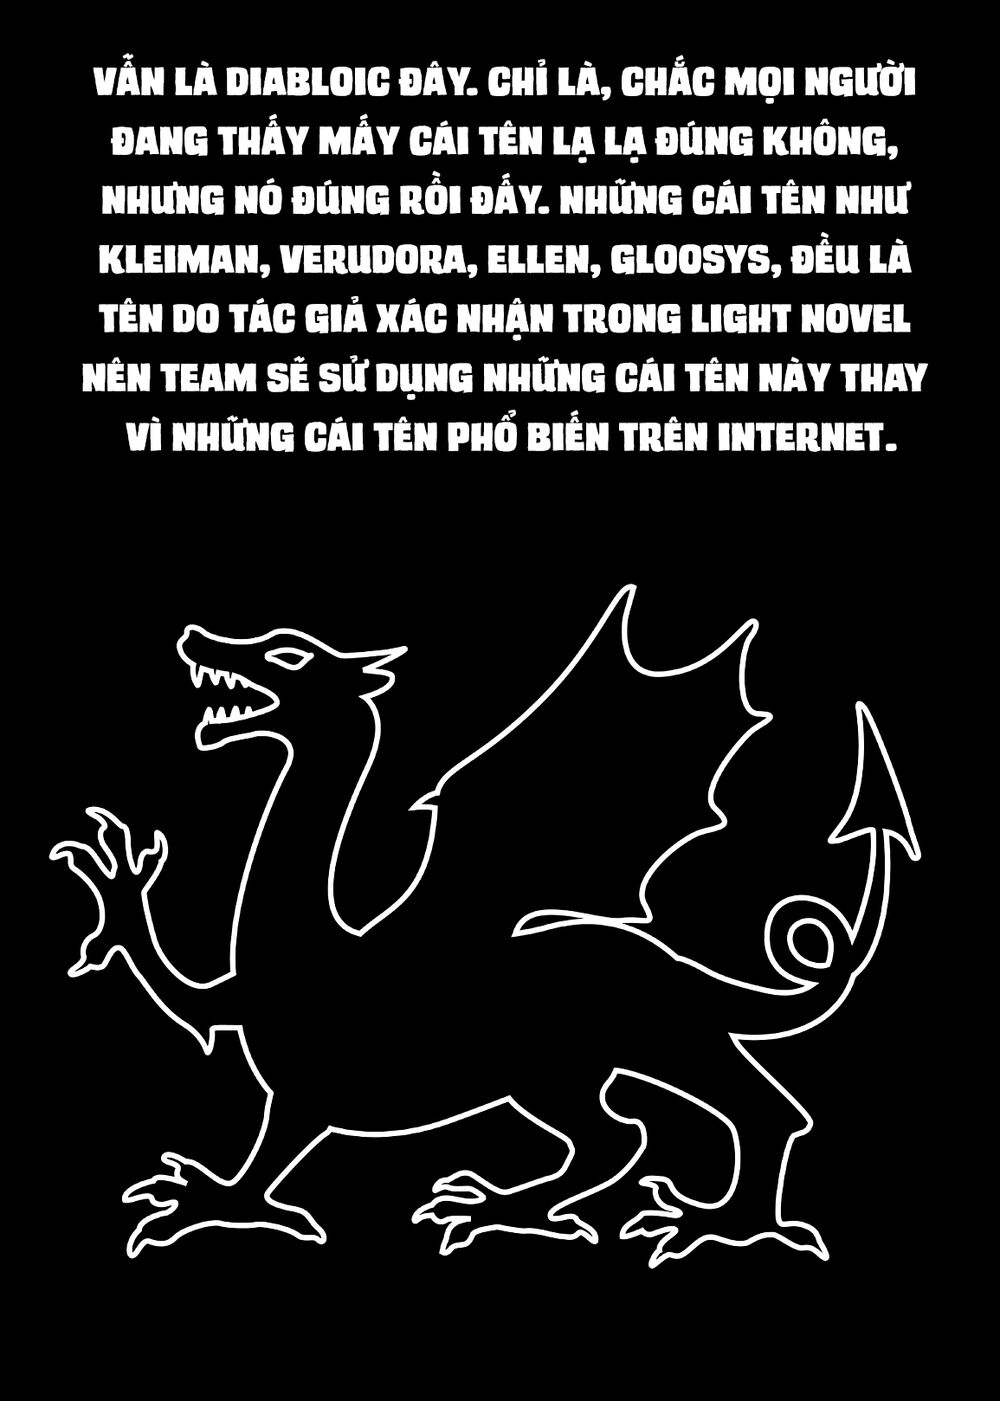 VẪN LÀ DIABLOIC ĐÂY. CHỈ LÀ, CHẮC MỌI NGƯỜI
ĐANG THẤY MẤY CÁI TÊN LẠ LẠ ĐÚNG KHÔNG,
NHƯNG NÓ ĐÚNG RỒI ĐẤY. NHỮNG CÁI TÊN NHƯ
KLEIMAN, VERUDORA, ELLEN, GLOOSYS, ĐỀU LÀ
TÊN DO TÁC GIẢ XÁC NHẬN TRONG LIGHT NOVEL
NÊN TEAM SẼ SỬ DỤNG NHỮNG CÁI TÊN NÀY THAY
VÌ NHỮNG CÁI TÊN PHỔ BIẾN TRÊN INTERNET.